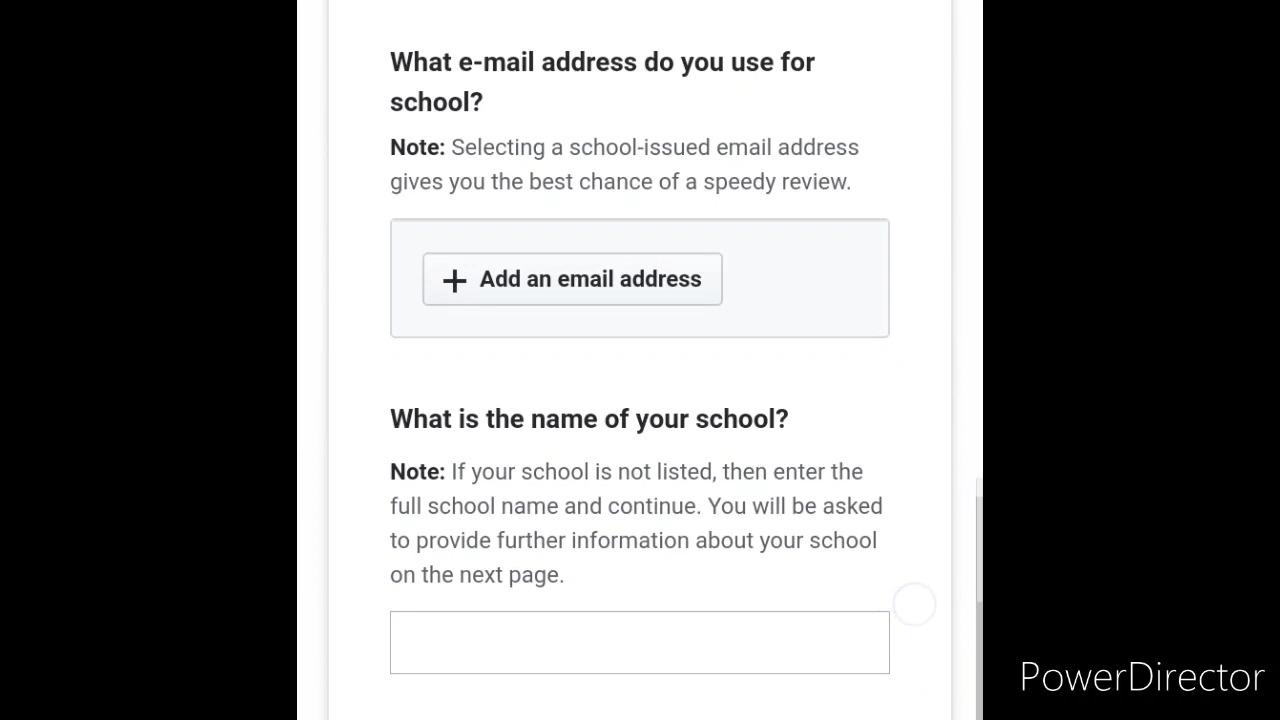 What e-mail address do you use for
school?
Note: Selecting a school-issued email address
gives you the best chance of a speedy review.
+ Add an email address
What is the name of your school?
Note: If your school is not listed, then enter the
full school name and continue. You will be asked
to provide further information about your school
on the next page.
PowerDirector